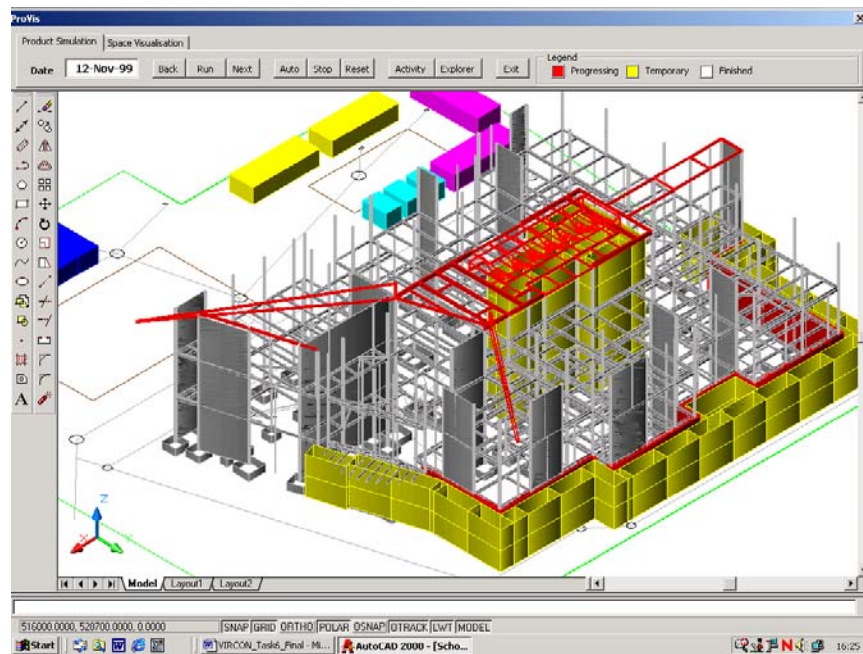 ProVis
Product Simulation Space Visualisation
Date 12-Nov-99 Back Run Next Auto Stop Reset Activity Explorer Exit Legend Progressing Temporary Finished
A
Z
X
Model Layout1 Layout2
516000.0000, 528700.0000, 0.0000 SNAP GRID ORTHO POLAR OSNAP OTRACK LWT MODEL
Start VIRCON_Task6_Final - Mi... AutoCAD 2000 - [Scho... 16:25